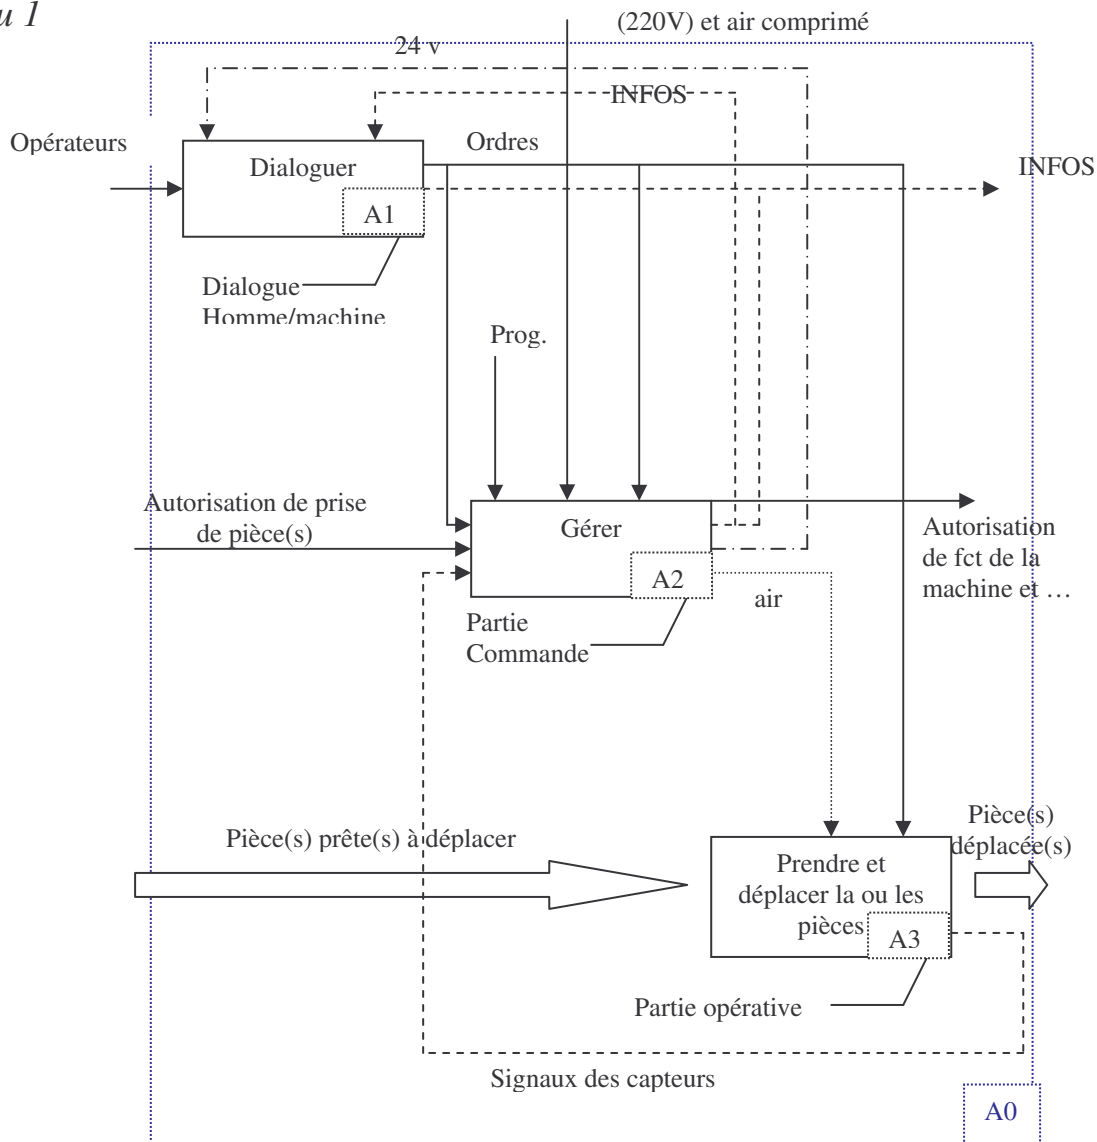 u 1
(220V) et air comprimé
24 v
INFOS
Opérateurs
Ordres
Dialoguer
INFOS
A1
Dialogue
Homme/machine
Prog.
Autorisation de prise
de pièce(s)
Gérer
Autorisation
de fct de la
machine et …
A2
air
Partie
Commande
Pièce(s)
déplacée(s)
Pièce(s) prête(s) à déplacer
Prendre et
déplacer la ou les
pièces
A3
Partie opérative
Signaux des capteurs
A0